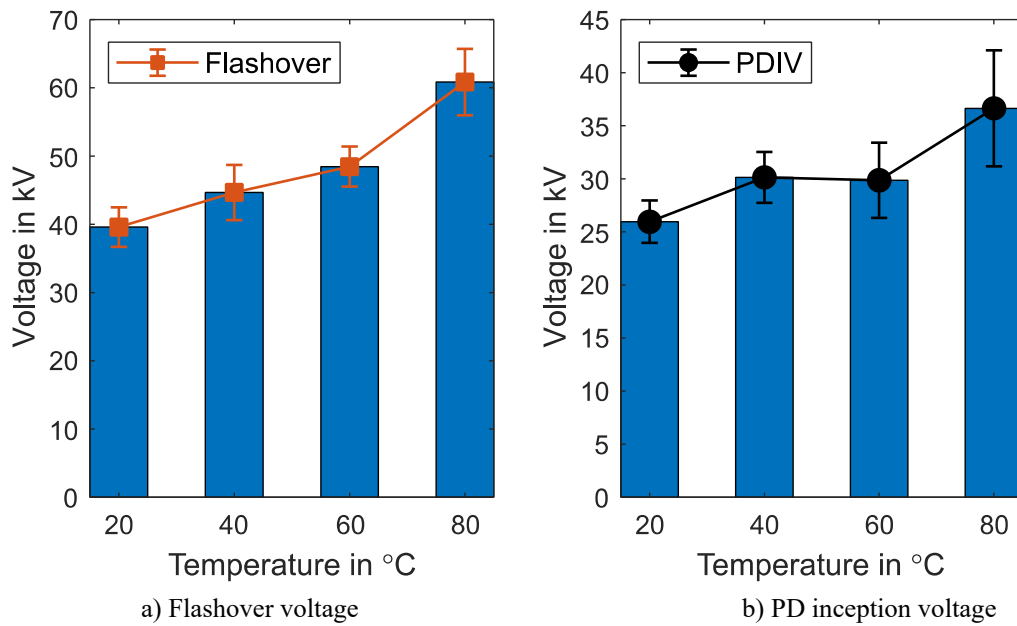 70
60
50
40
30
20
10
0
Voltage in kV
Flashover
20 40 60 80
Temperature in °C
a) Flashover voltage
45
40
35
30
25
20
15
10
5
0
Voltage in kV
PDIV
20 40 60 80
Temperature in °C
b) PD inception voltage